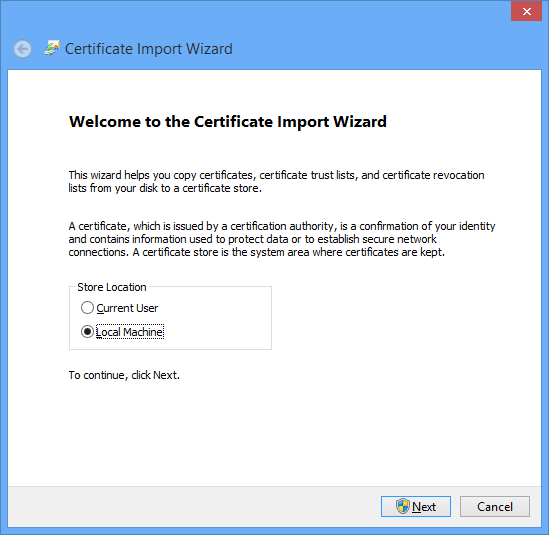 Certificate Import Wizard
Welcome to the Certificate Import Wizard
This wizard helps you copy certificates, certificate trust lists, and certificate revocation
lists from your disk to a certificate store.
A certificate, which is issued by a certification authority, is a confirmation of your identity
and contains information used to protect data or to establish secure network
connections. A certificate store is the system area where certificates are kept.
Store Location
Current User
Local Machine
To continue, click Next.
Next
Cancel